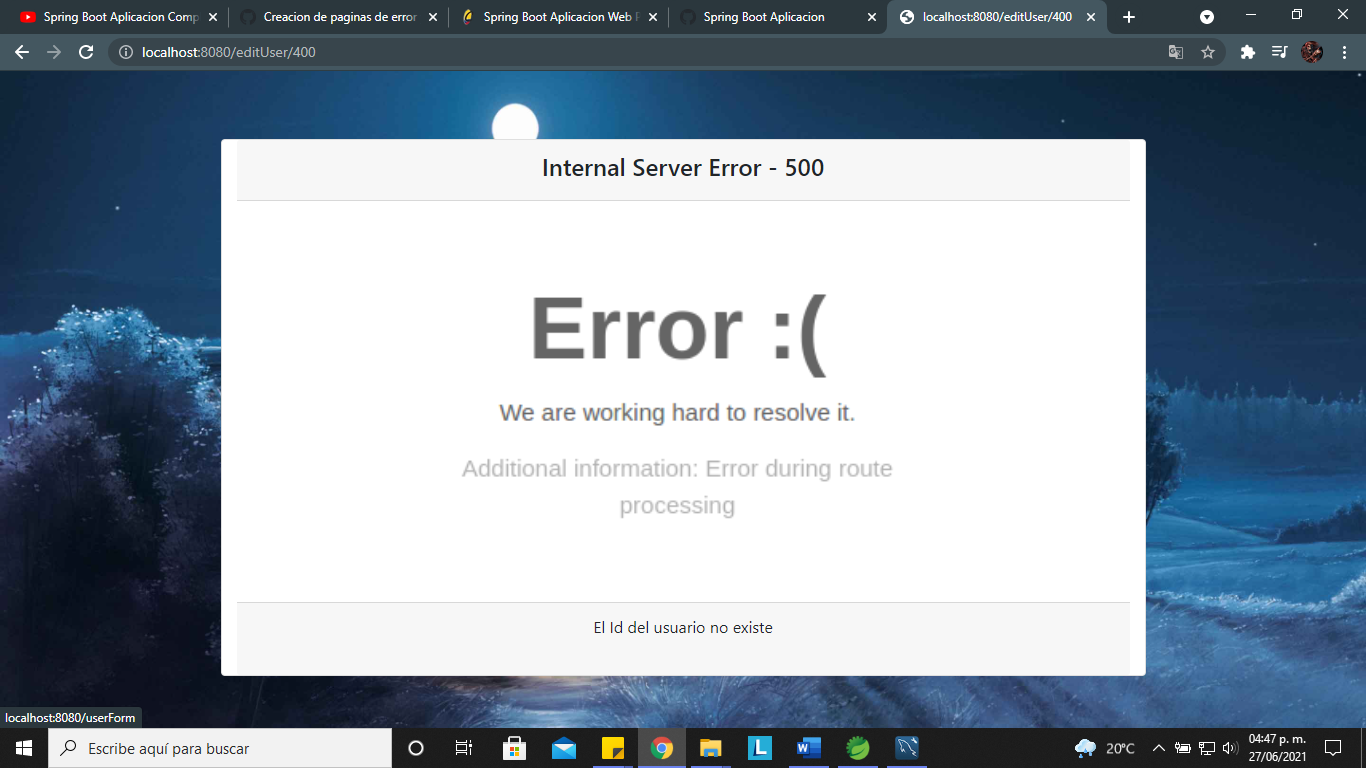 Spring Boot Aplicacion Comp
Creacion de paginas de error
Spring Boot Aplicacion Web
Spring Boot Aplicacion
localhost:8080/editUser/400
localhost:8080/editUser/400
Internal Server Error - 500
Error :(
We are working hard to resolve it.
Additional information: Error during route
processing
El Id del usuario no existe
localhost:8080/userForm
Escribe aquí para buscar
L
W
20°C
04:47 p. m.
27/06/2021